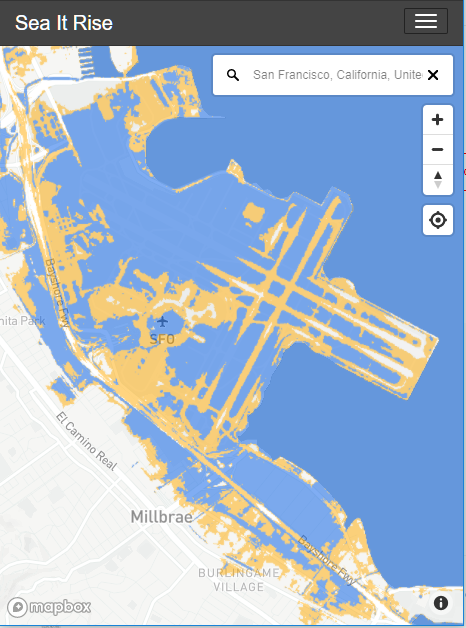 Sea It Rise
San Francisco, California, Unite
Bayshore Fwy
nita Park
SFO
El Camino Real
Millbrae
Bayshore Fwy
BURLINGAME
VILLAGE
mapbox